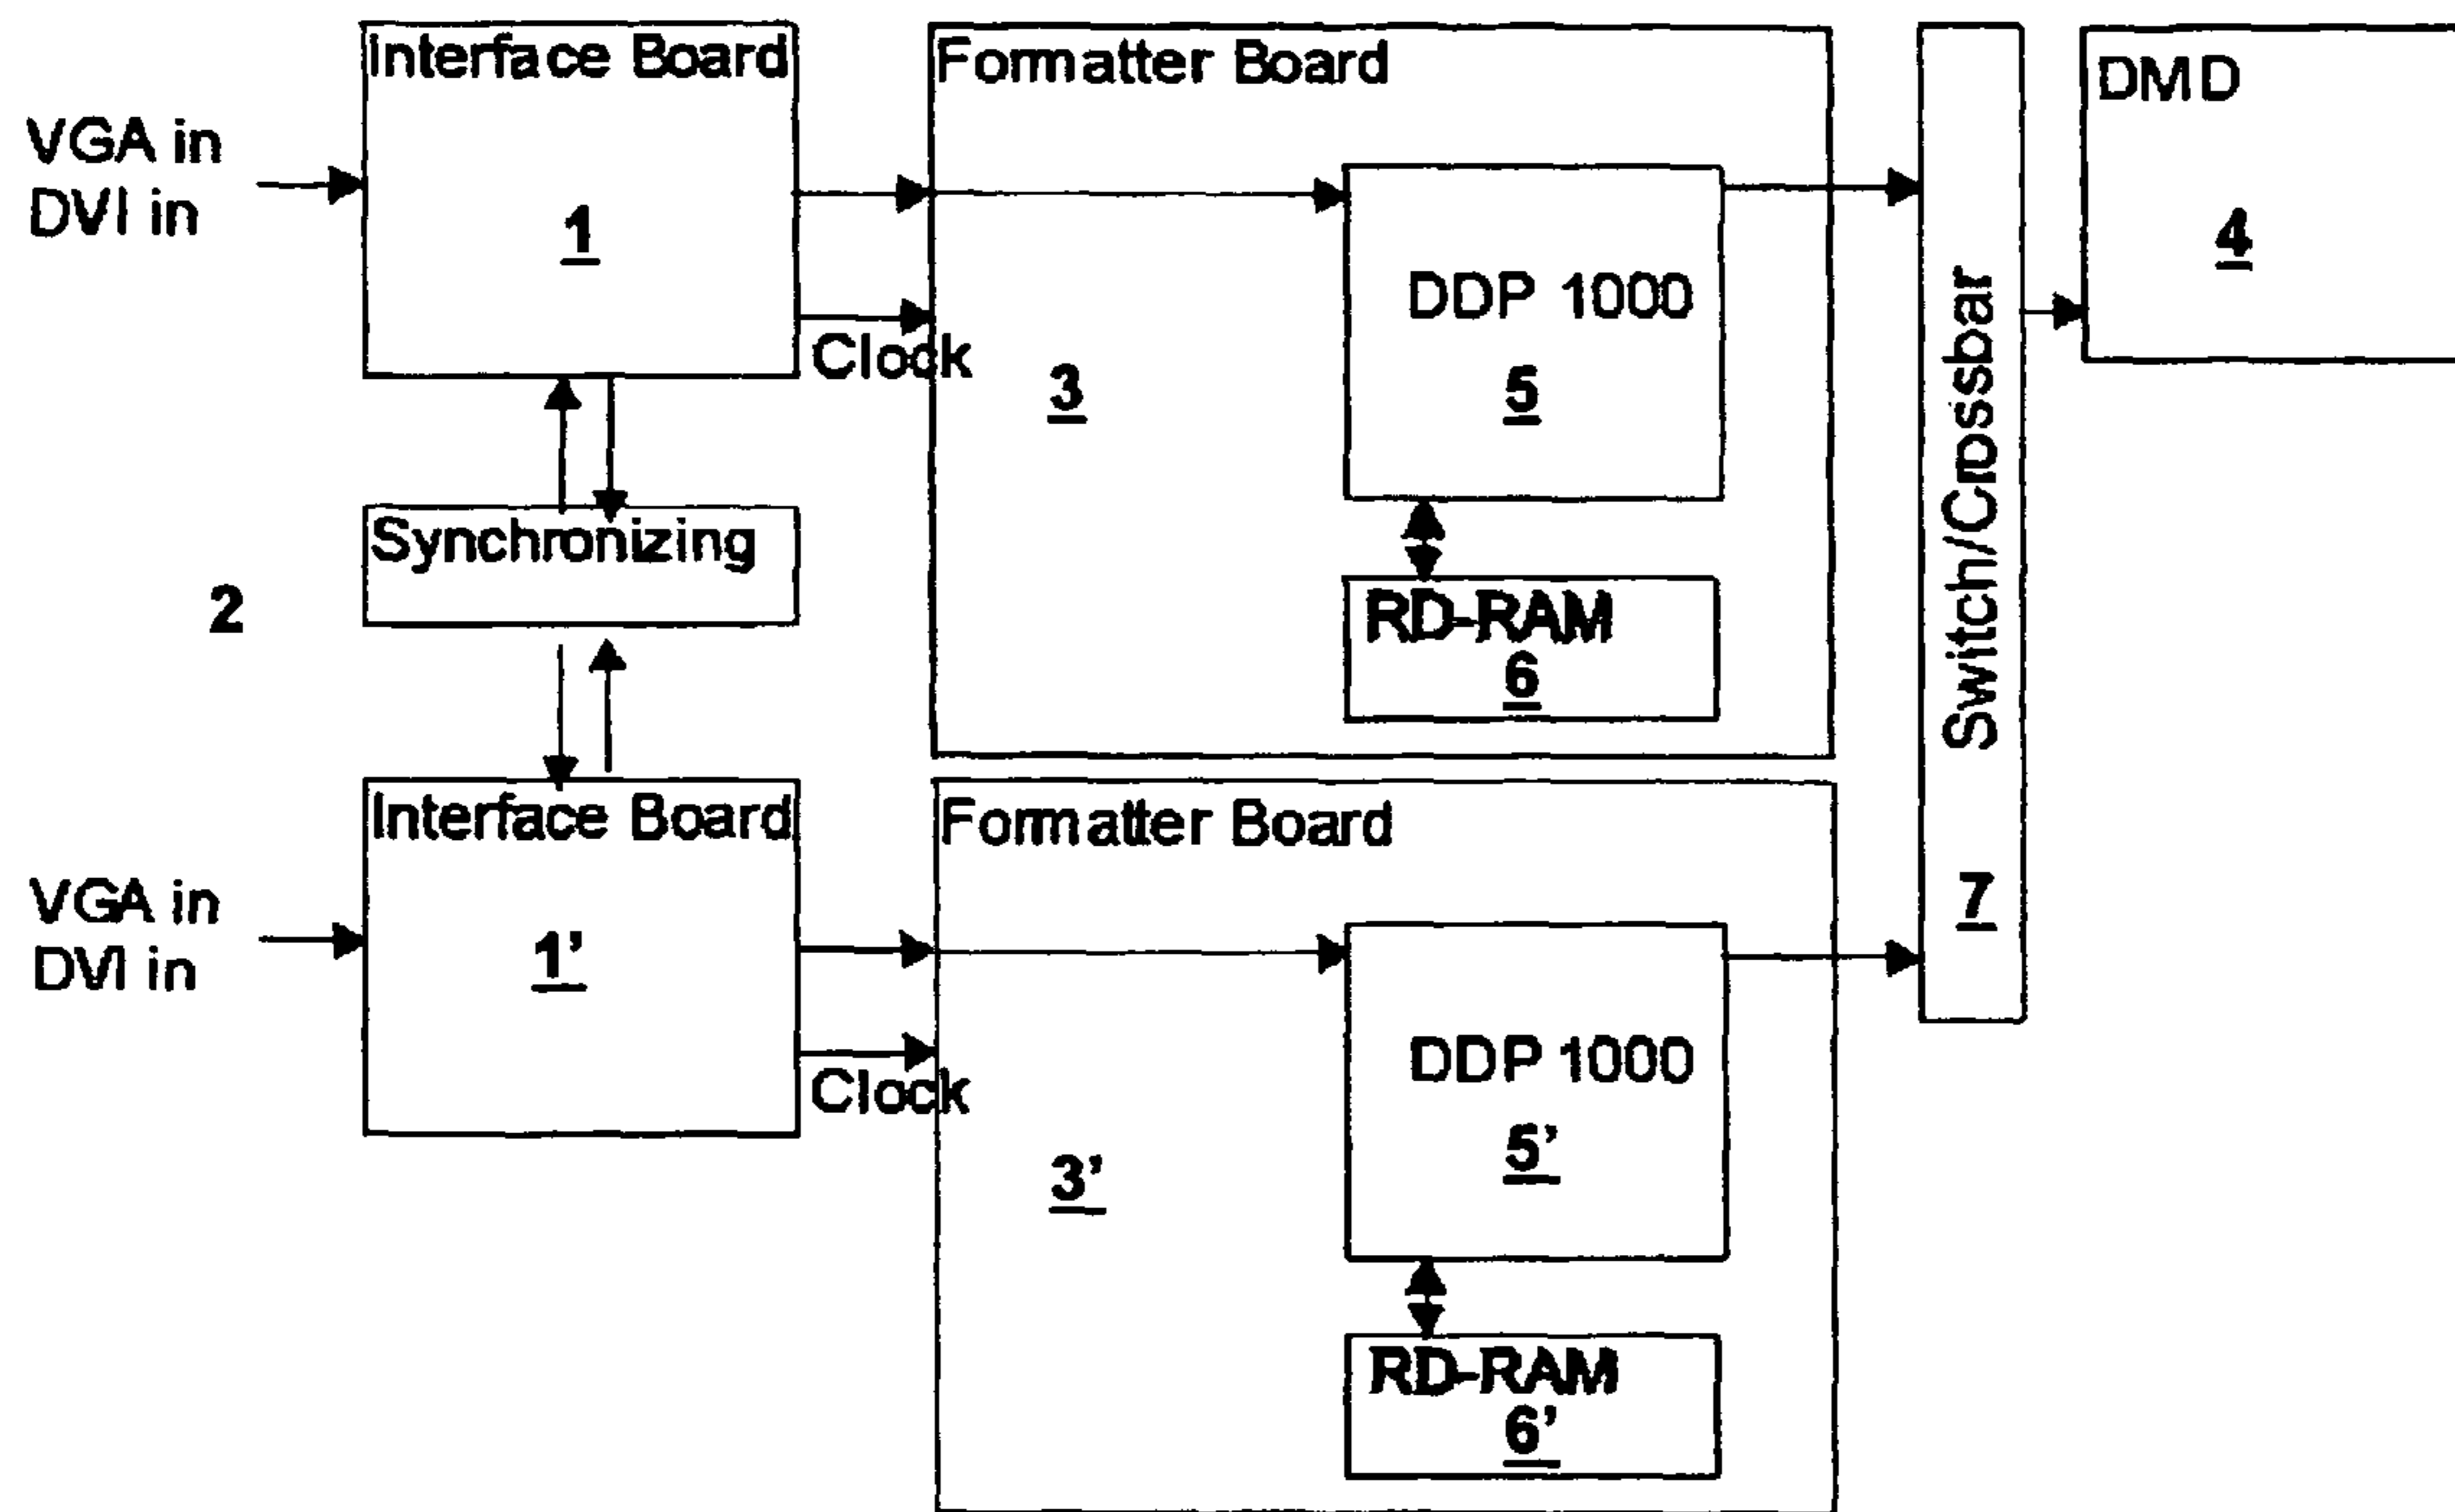 Interface Board
VGA in
DVI in
1
Clock
Formatter Board
3
DDP 1000
5
RD-RAM
6
Switch/Crossbar
7
DMD
4
Synchronizing
2
Interface Board
VGA in
DVI in
1'
Clock
Formatter Board
3'
DDP 1000
5'
RD-RAM
6'